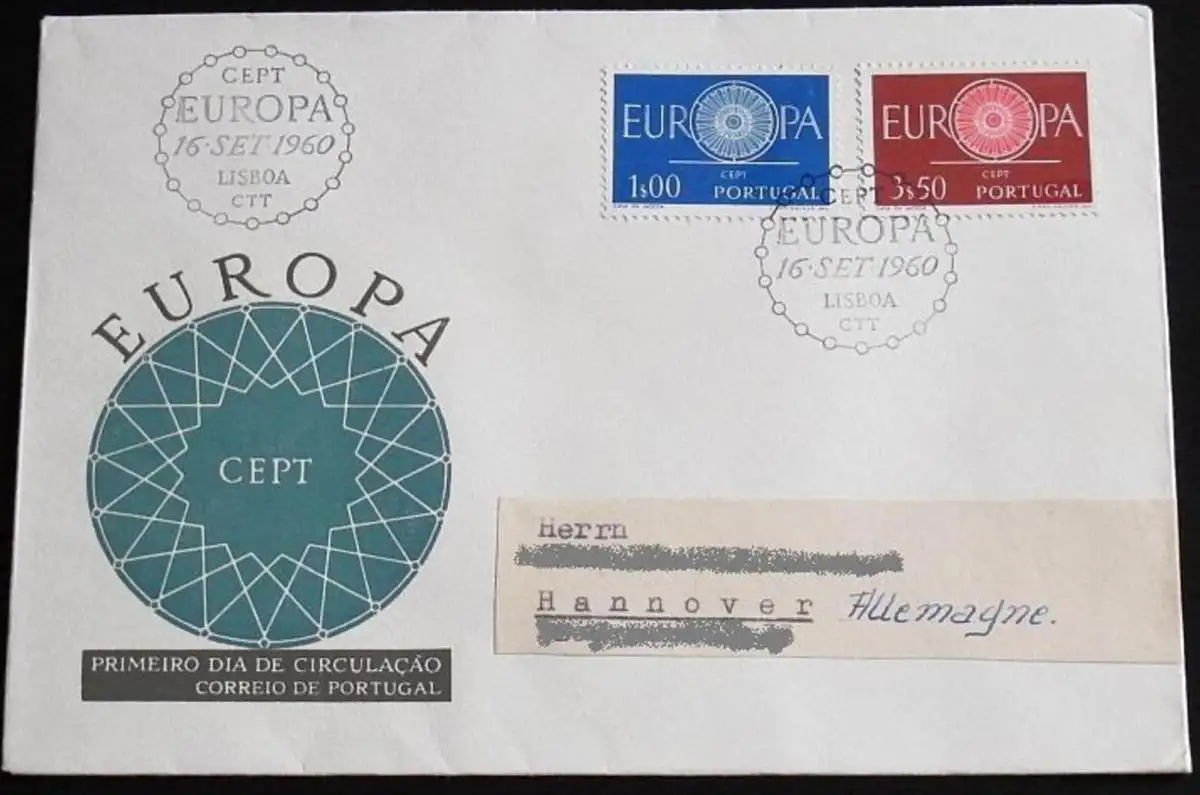 CEPT
EUROPA
16·SET·1960
LISBOA
CTT
EUROPA
1$00
CEPT
PORTUGAL
EUROPA
3$50
CEPT
PORTUGAL
CEPT
EUROPA
16·SET·1960
LISBOA
CTT
EUROPA
CEPT
PRIMEIRO DIA DE CIRCULAÇÃO
CORREIO DE PORTUGAL
Herrn
Hannover Allemagne.